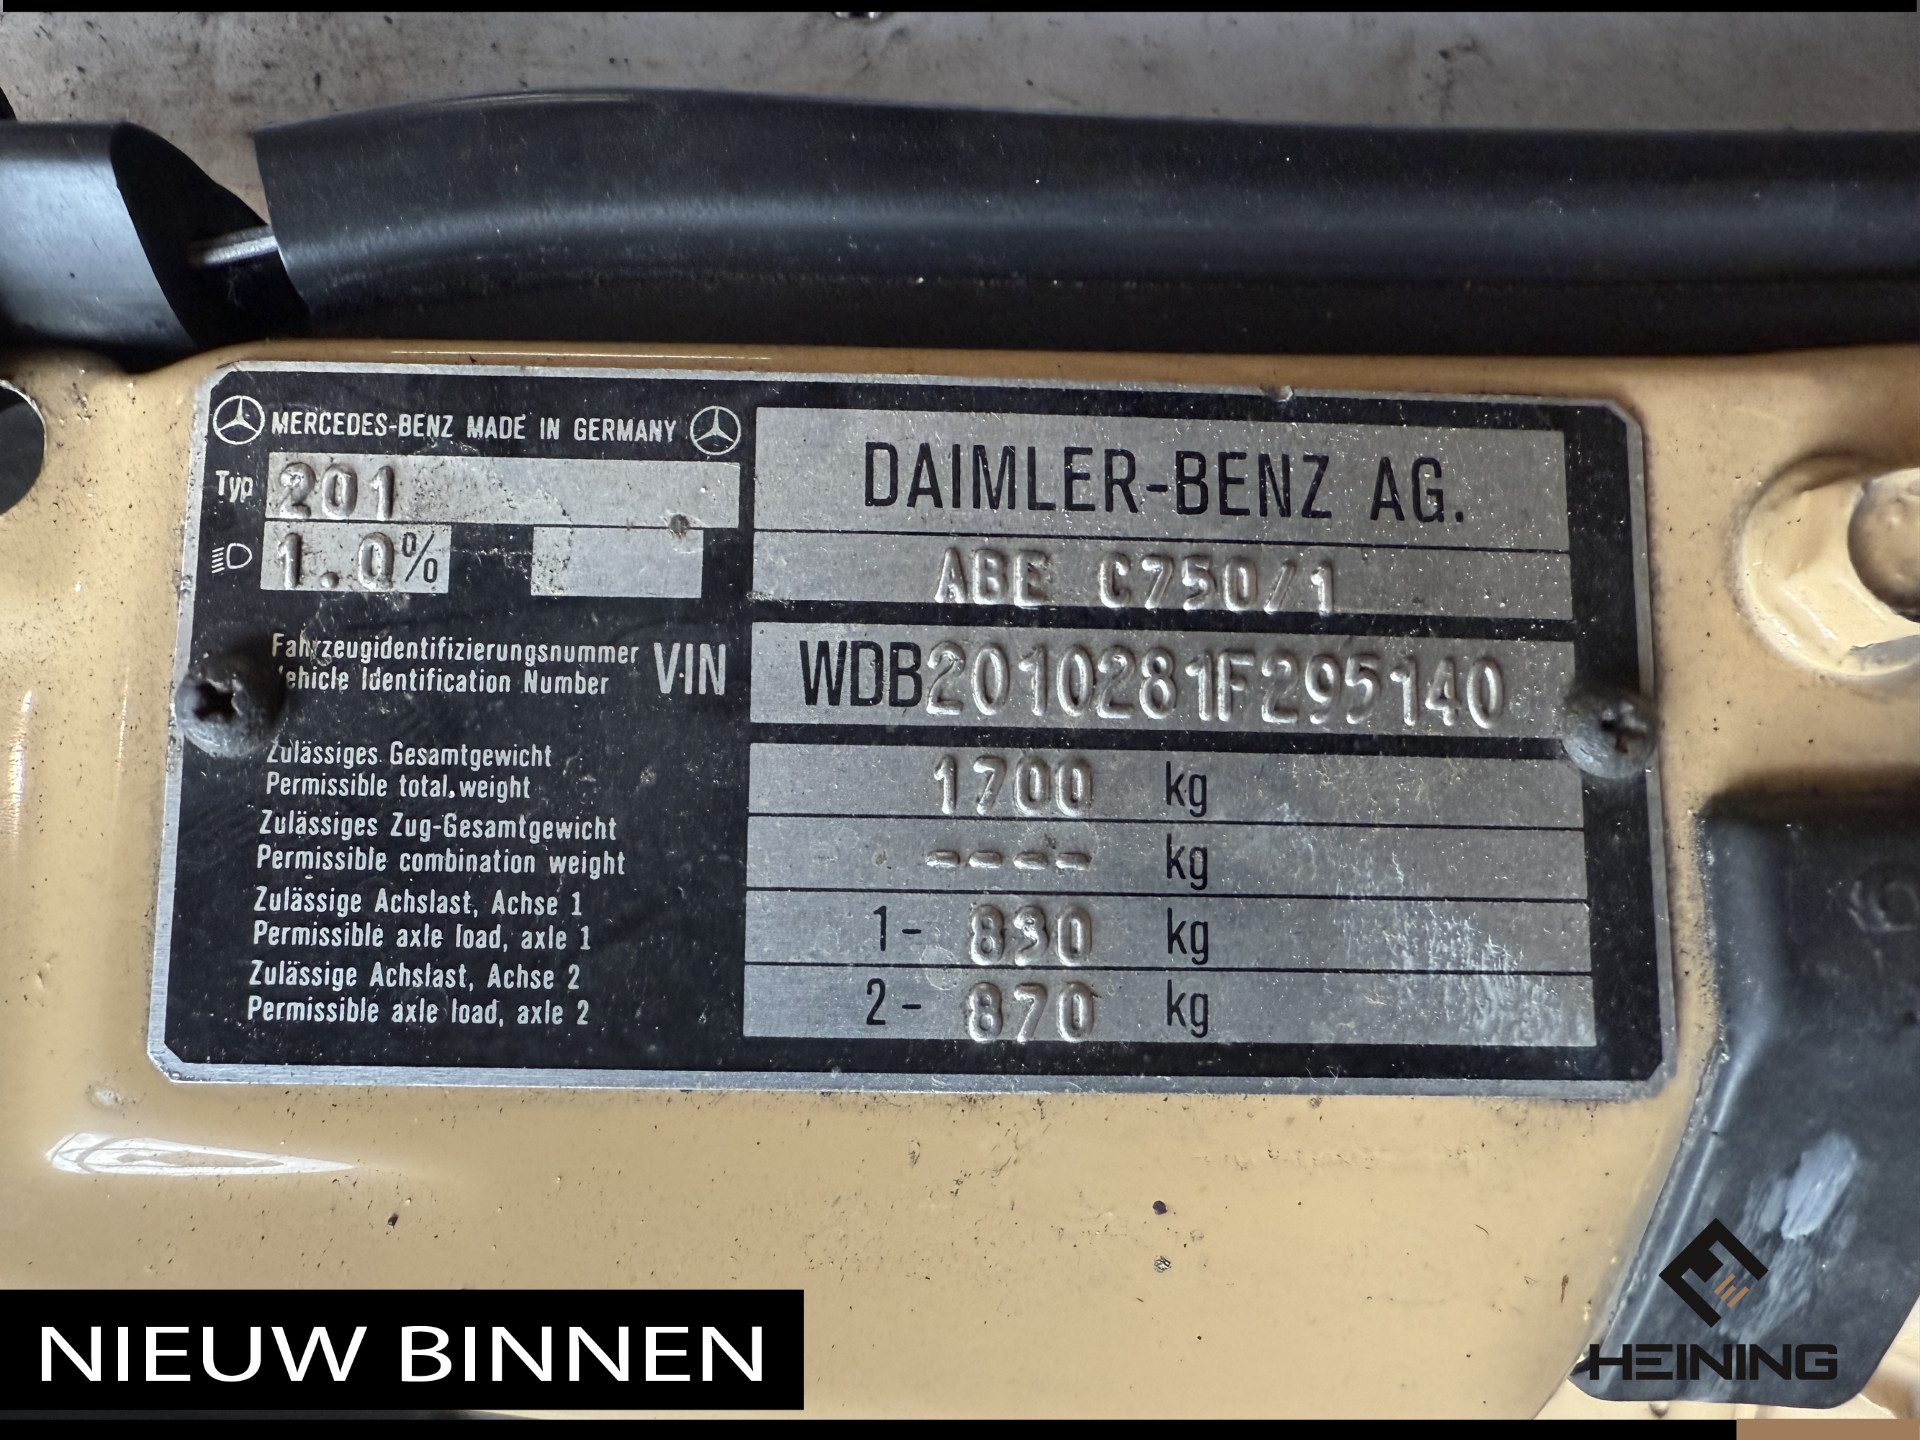 MERCEDES-BENZ MADE IN GERMANY
Typ 201
1.0%
DAIMLER-BENZ AG.
ABE C750/1
Fahrzeugidentifizierungsnummer
Vehicle Identification Number
VIN WDB2010281F295140
Zulässiges Gesamtgewicht
Permissible total weight
1700 kg
Zulässiges Zug-Gesamtgewicht
Permissible combination weight
---- kg
Zulässige Achslast, Achse 1
Permissible axle load, axle 1
1- 830 kg
Zulässige Achslast, Achse 2
Permissible axle load, axle 2
2- 870 kg
NIEUW BINNEN
HEINING